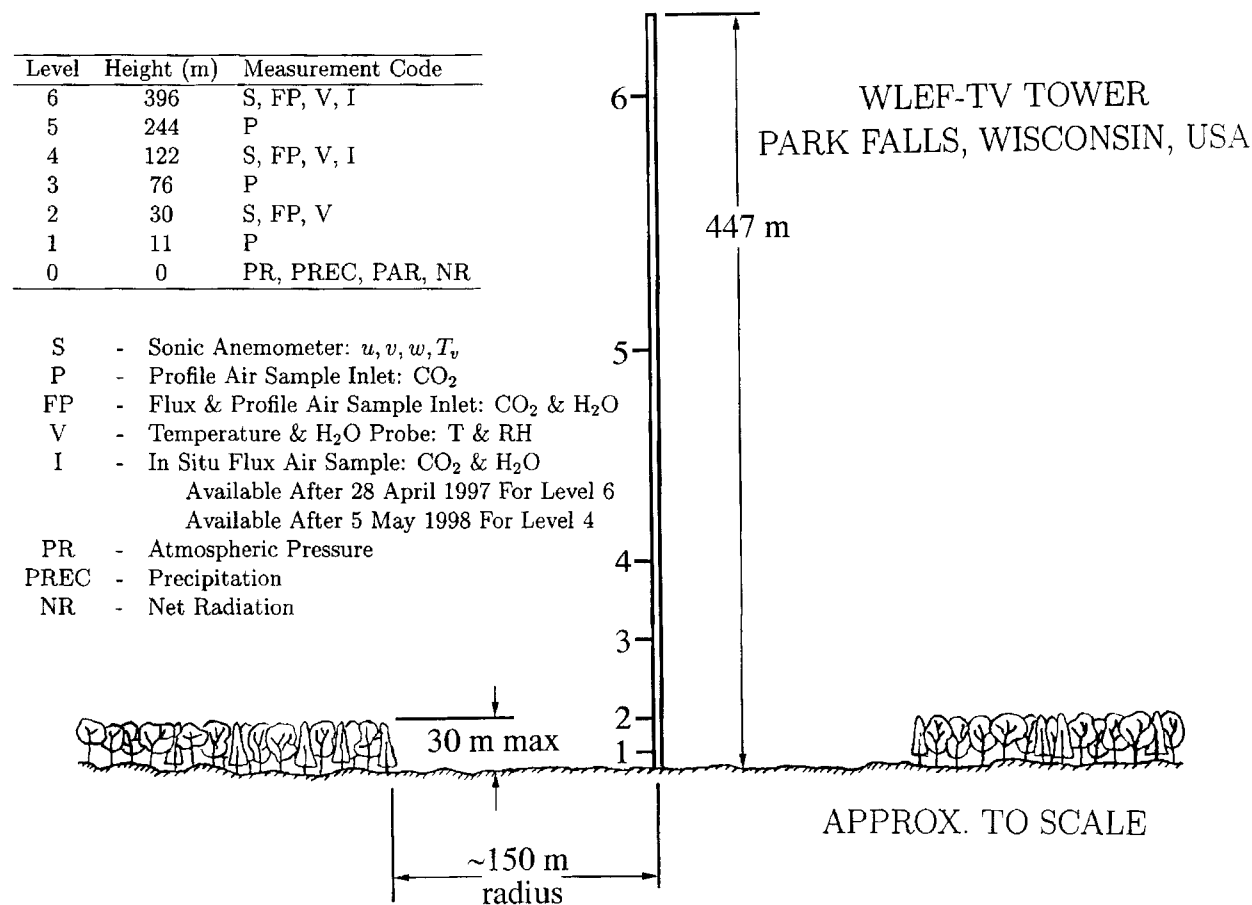 Level Height (m) Measurement Code
6 396 S, FP, V, I
5 244 P
4 122 S, FP, V, I
3 76 P
2 30 S, FP, V
1 11 P
0 0 PR, PREC, PAR, NR
S - Sonic Anemometer: u, v, w, Tᵥ
P - Profile Air Sample Inlet: CO₂
FP - Flux & Profile Air Sample Inlet: CO₂ & H₂O
V - Temperature & H₂O Probe: T & RH
I - In Situ Flux Air Sample: CO₂ & H₂O
Available After 28 April 1997 For Level 6
Available After 5 May 1998 For Level 4
PR - Atmospheric Pressure
PREC - Precipitation
NR - Net Radiation
WLEF-TV TOWER
PARK FALLS, WISCONSIN, USA
6
447 m
5
4
3
2
1
30 m max
APPROX. TO SCALE
~150 m
radius